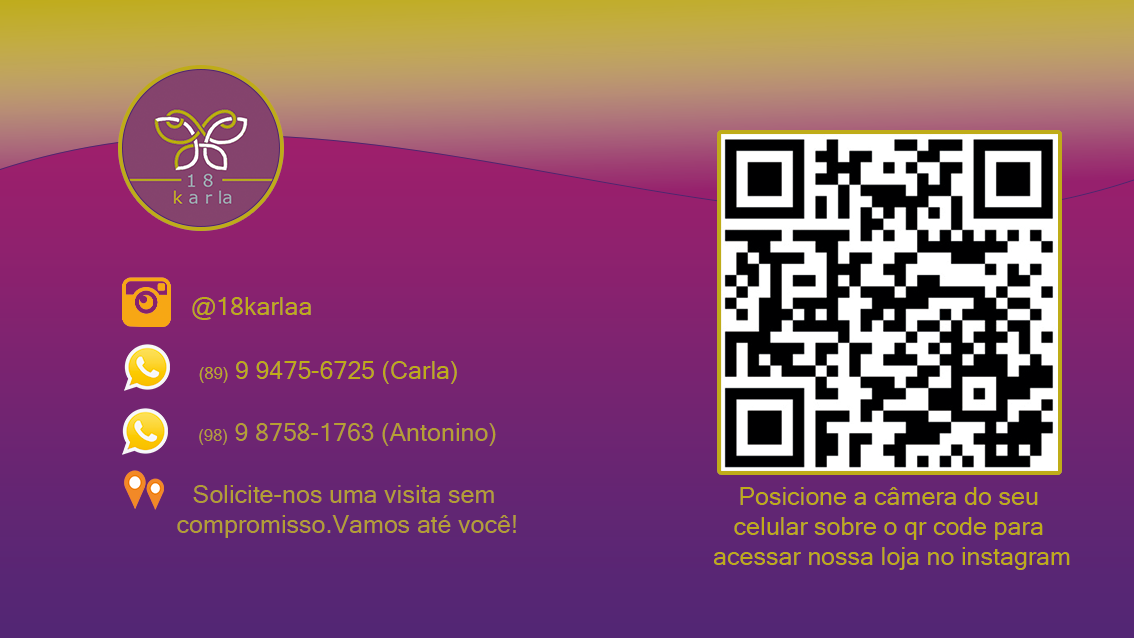 18
karla
@18karlaa
(89) 9 9475-6725 (Carla)
(98) 9 8758-1763 (Antonino)
Solicite-nos uma visita sem
compromisso.Vamos até você!
Posicione a câmera do seu
celular sobre o qr code para
acessar nossa loja no instagram